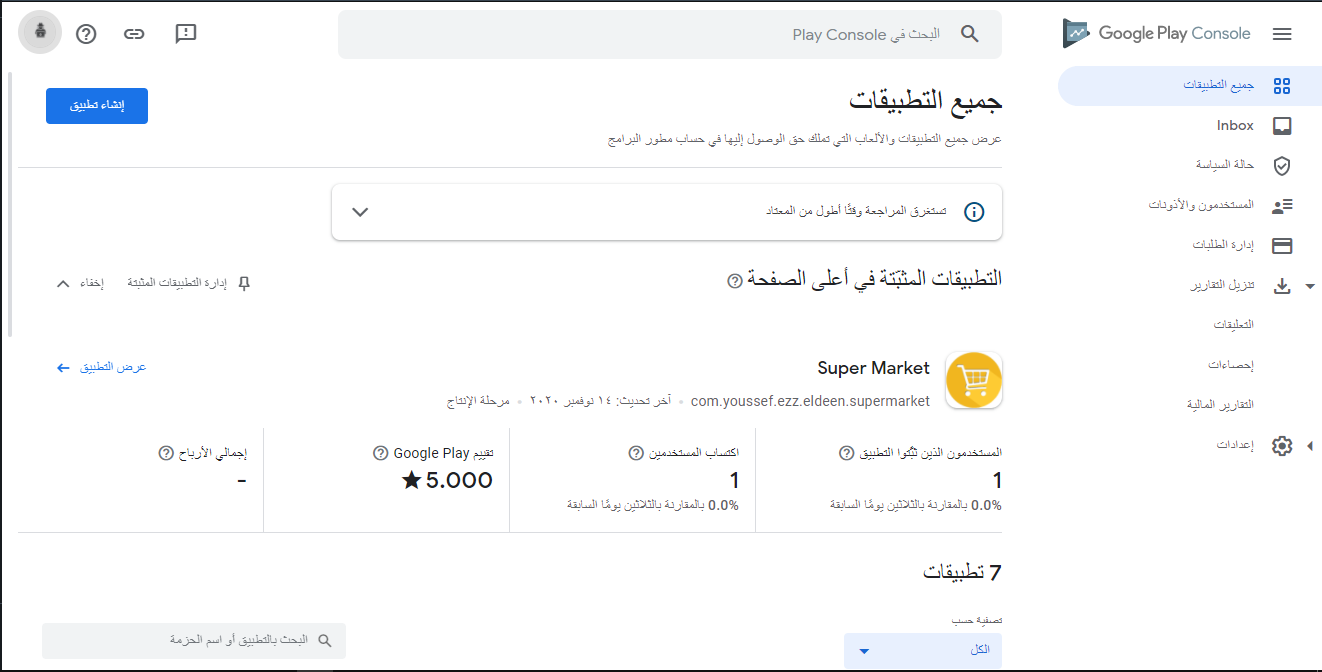 Google Play Console
البحث في Play Console
جميع التطبيقات
Inbox
حالة السياسة
المستخدمون والأذونات
إدارة الطلبات
تنزيل التقارير
التعليقات
إحصاءات
التقارير المالية
إعدادات
جميع التطبيقات
إنشاء تطبيق
عرض جميع التطبيقات والألعاب التي تملك حق الوصول إليها في حساب مطور البرامج
تستغرق المراجعة وقتًا أطول من المعتاد
التطبيقات المثبّتة في أعلى الصفحة
إدارة التطبيقات المثبتة
إخفاء
Super Market
عرض التطبيق
com.youssef.ezz.eldeen.supermarket • آخر تحديث: ١٤ نوفمبر ٢٠٢٠ • مرحلة الإنتاج
المستخدمون الذين ثبَّتوا التطبيق
1
0.0% بالمقارنة بالثلاثين يومًا السابقة
اكتساب المستخدمين
1
0.0% بالمقارنة بالثلاثين يومًا السابقة
تقييم Google Play
5.000★
إجمالي الأرباح
-
7 تطبيقات
تصفية حسب
الكل
البحث بالتطبيق أو اسم الحزمة